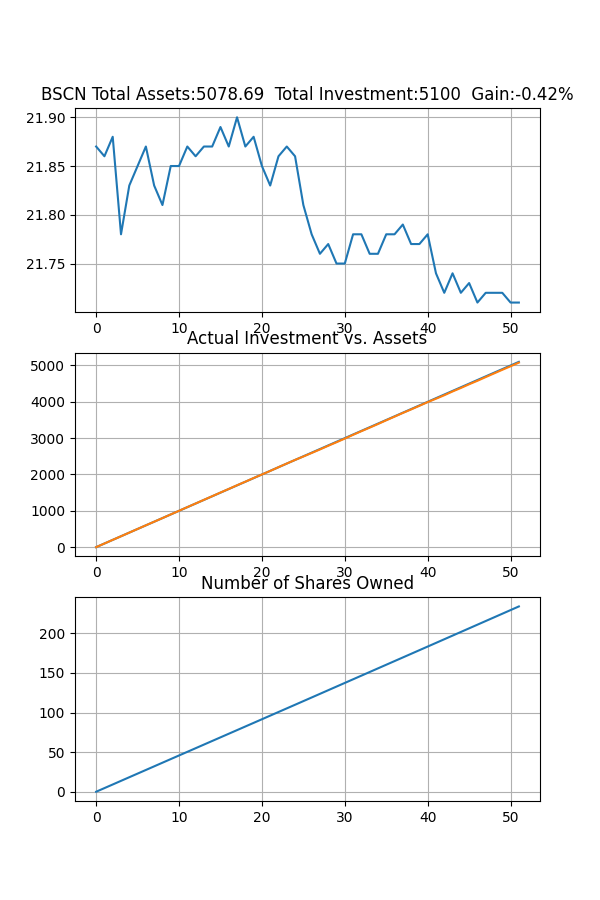 BSCN Total Assets:5078.69  Total Investment:5100  Gain:-0.42%
21.90
21.85
21.80
21.75
0 10 20 30 40 50
Actual Investment vs. Assets
5000
4000
3000
2000
1000
0
0 10 20 30 40 50
Number of Shares Owned
200
150
100
50
0
0 10 20 30 40 50